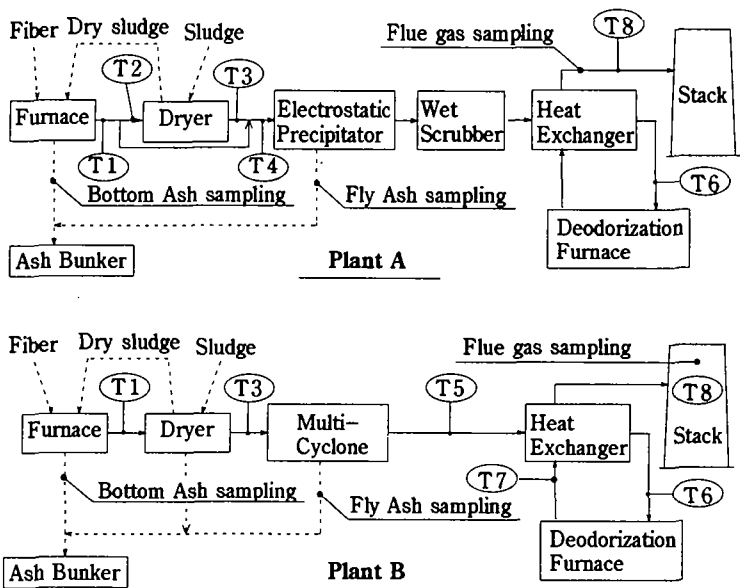 Fiber
Dry sludge
Sludge
Flue gas sampling
T8
T2
T3
Furnace
Dryer
Electrostatic
Precipitator
Wet
Scrubber
Heat
Exchanger
Stack
T1
T4
T6
Bottom Ash sampling
Fly Ash sampling
Deodorization
Furnace
Ash Bunker
Plant A
Fiber
Dry sludge
Sludge
Flue gas sampling
T1
T3
T5
T8
Furnace
Dryer
Multi-
Cyclone
Heat
Exchanger
Stack
T7
T6
Bottom Ash sampling
Fly Ash sampling
Deodorization
Furnace
Ash Bunker
Plant B